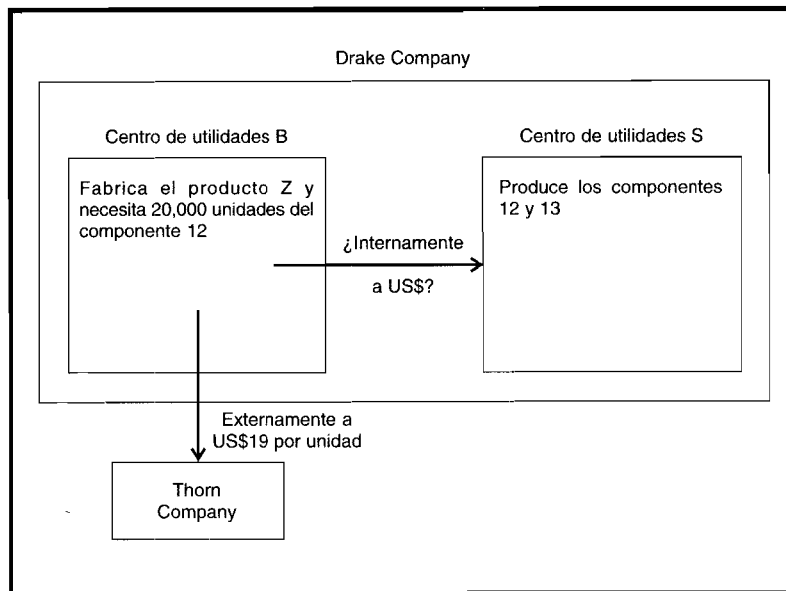 Drake Company
Centro de utilidades B
Fabrica el producto Z y
necesita 20,000 unidades del
componente 12
Centro de utilidades S
Produce los componentes
12 y 13
¿Internamente
a US$?
Externamente a
US$19 por unidad
Thorn
Company